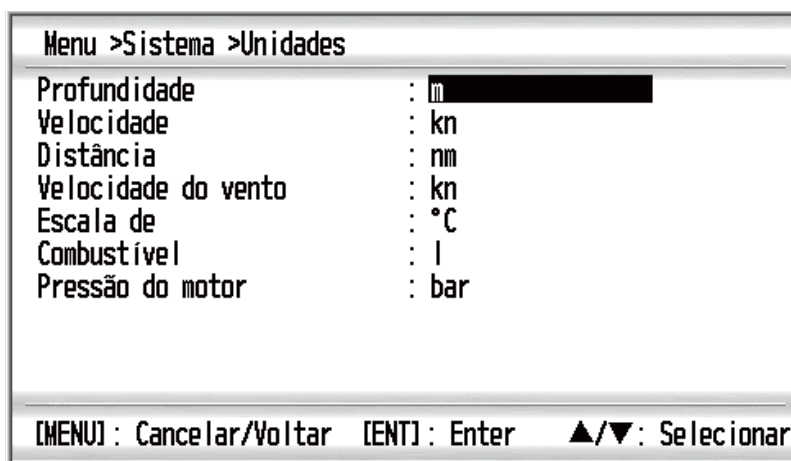 Menu >Sistema >Unidades
Profundidade : m
Velocidade : kn
Distância : nm
Velocidade do vento : kn
Escala de : °C
Combustível : l
Pressão do motor : bar
[MENU] : Cancelar/Voltar [ENT] : Enter ▲/▼ : Selecionar